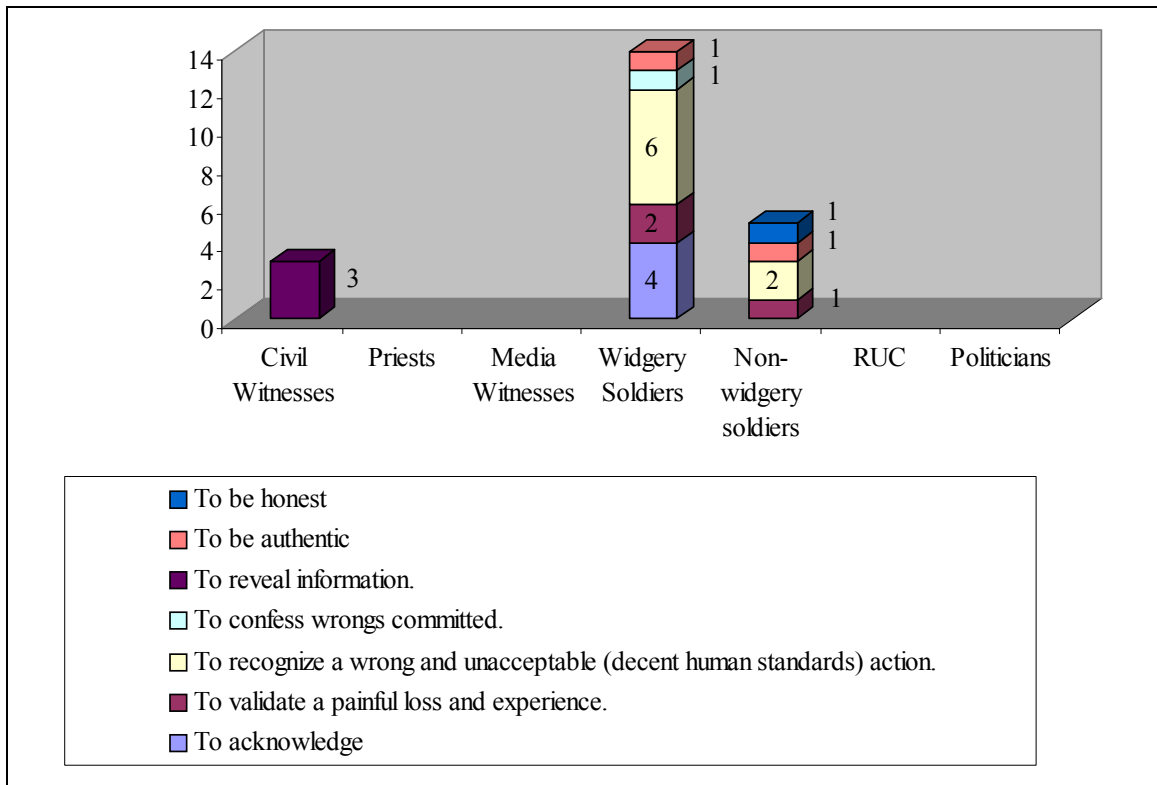 14
12
10
8
6
4
2
0
3
1
1
6
2
4
1
1
2
1
Civil Witnesses
Priests
Media Witnesses
Widgery Soldiers
Non-widgery soldiers
RUC
Politicians
To be honest
To be authentic
To reveal information.
To confess wrongs committed.
To recognize a wrong and unacceptable (decent human standards) action.
To validate a painful loss and experience.
To acknowledge